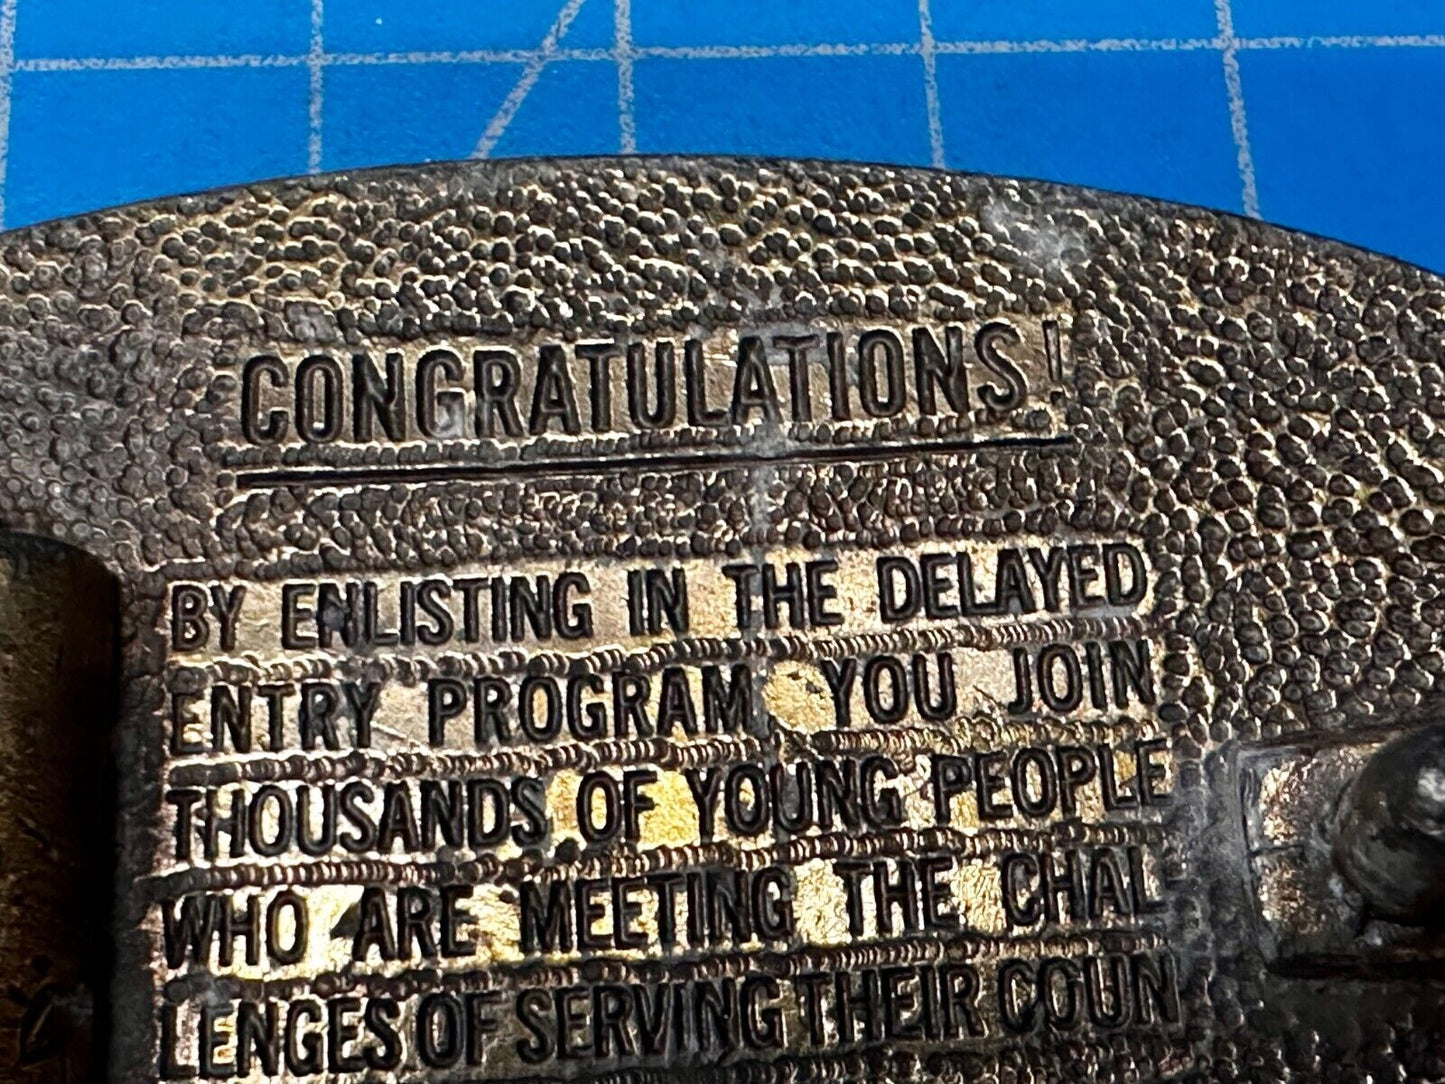 CONGRATULATIONS!
BY ENLISTING IN THE DELAYED
ENTRY PROGRAM YOU JOIN
THOUSANDS OF YOUNG PEOPLE
WHO ARE MEETING THE CHAL
LENGES OF SERVING THEIR COUN